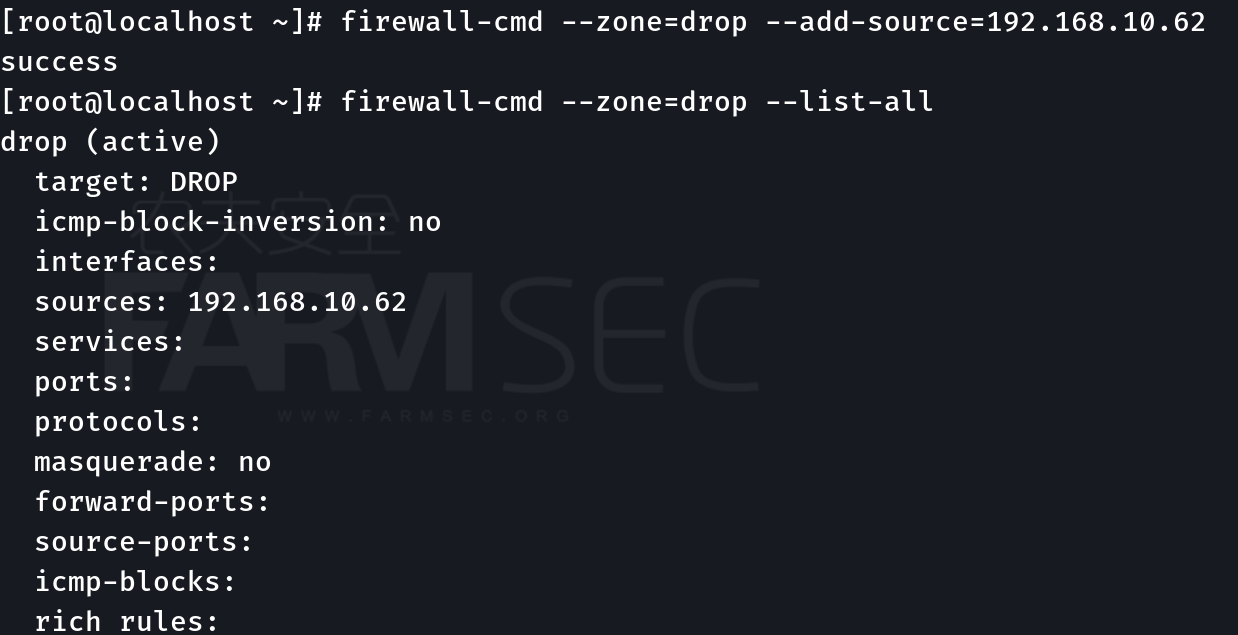 [root@localhost ~]# firewall-cmd --zone=drop --add-source=192.168.10.62
success
[root@localhost ~]# firewall-cmd --zone=drop --list-all
drop (active)
  target: DROP
  icmp-block-inversion: no
  interfaces:
  sources: 192.168.10.62
  services:
  ports:
  protocols:
  masquerade: no
  forward-ports:
  source-ports:
  icmp-blocks:
  rich rules:
农夫安全
FARMSEC
WWW.FARMSEC.ORG